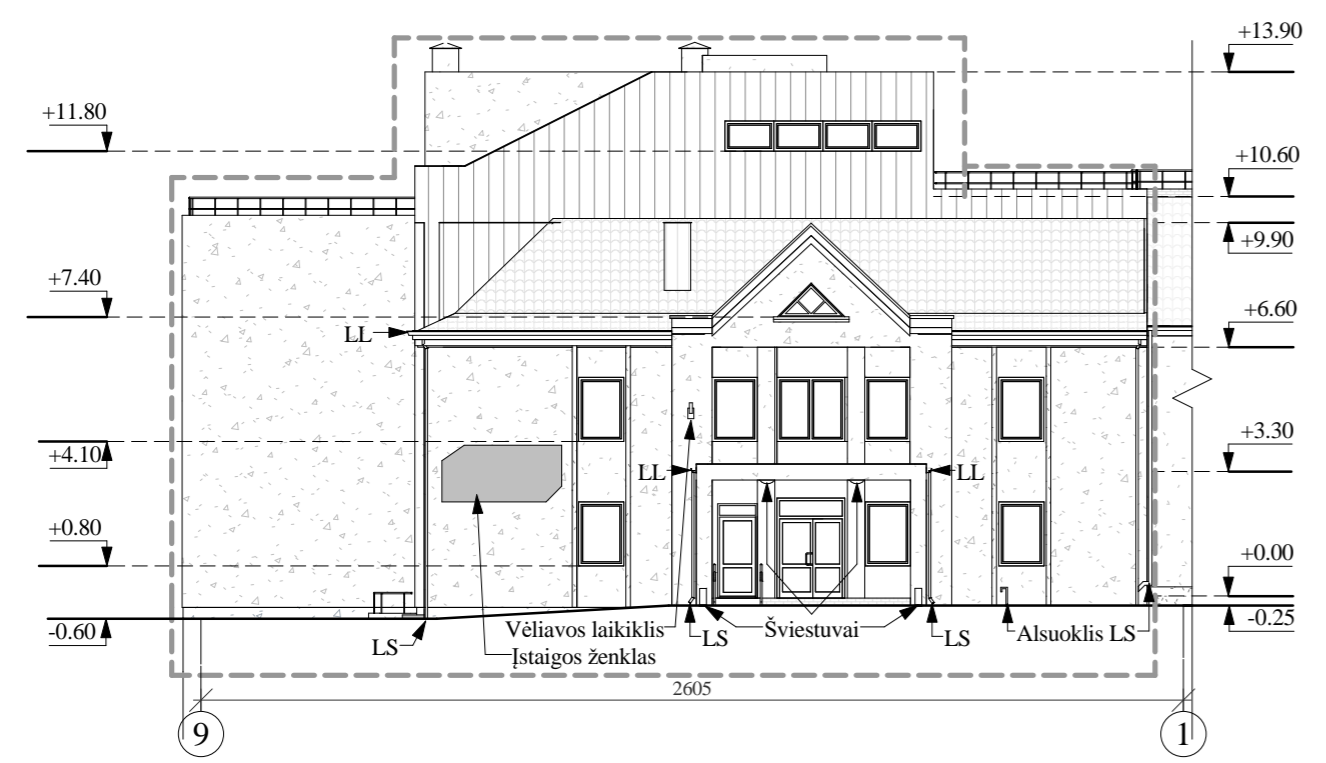 +13.90
+11.80
+10.60
+9.90
+7.40
+6.60
LL
+3.30
+4.10
LL
LL
+0.80
+0.00
-0.60
-0.25
Vėliavos laikiklis
LS
Šviestuvai
LS
Alsuoklis LS
LS
Įstaigos ženklas
2605
9
1